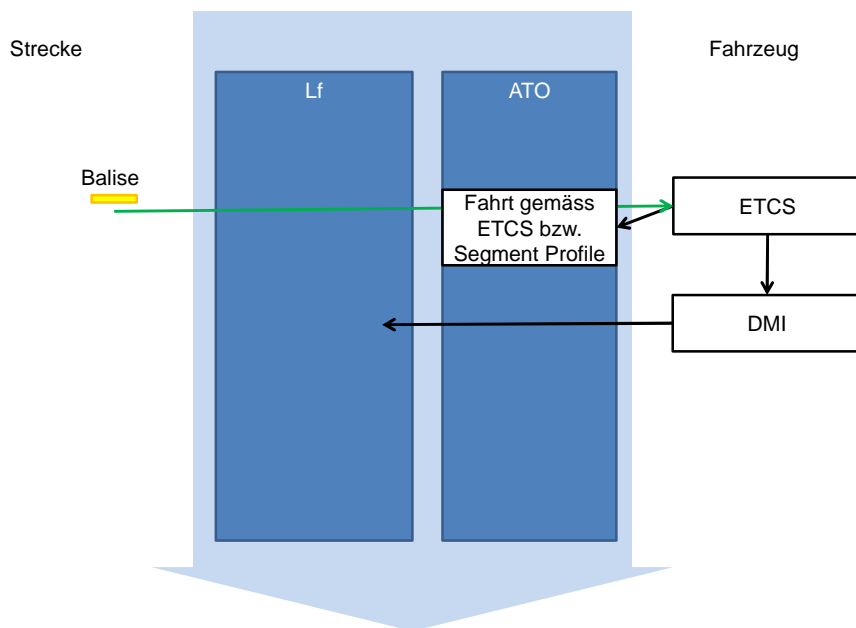 Strecke
Fahrzeug
Lf
ATO
Balise
Fahrt gemäss
ETCS bzw.
Segment Profile
ETCS
DMI